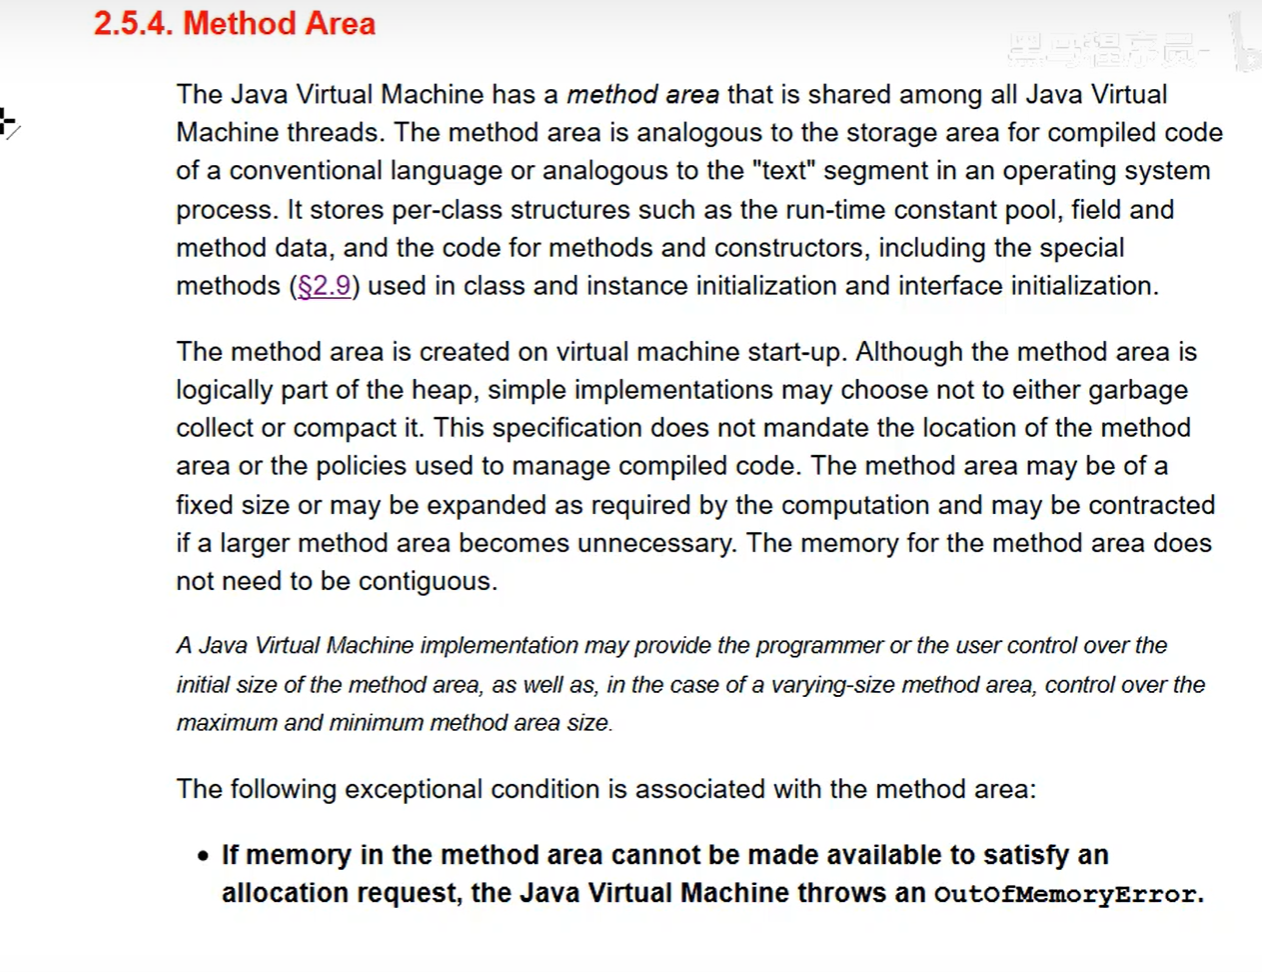 2.5.4. Method Area
黑马程序员-
The Java Virtual Machine has a method area that is shared among all Java Virtual
Machine threads. The method area is analogous to the storage area for compiled code
of a conventional language or analogous to the "text" segment in an operating system
process. It stores per-class structures such as the run-time constant pool, field and
method data, and the code for methods and constructors, including the special
methods (§2.9) used in class and instance initialization and interface initialization.
The method area is created on virtual machine start-up. Although the method area is
logically part of the heap, simple implementations may choose not to either garbage
collect or compact it. This specification does not mandate the location of the method
area or the policies used to manage compiled code. The method area may be of a
fixed size or may be expanded as required by the computation and may be contracted
if a larger method area becomes unnecessary. The memory for the method area does
not need to be contiguous.
A Java Virtual Machine implementation may provide the programmer or the user control over the
initial size of the method area, as well as, in the case of a varying-size method area, control over the
maximum and minimum method area size.
The following exceptional condition is associated with the method area:
• If memory in the method area cannot be made available to satisfy an
allocation request, the Java Virtual Machine throws an OutOfMemoryError.